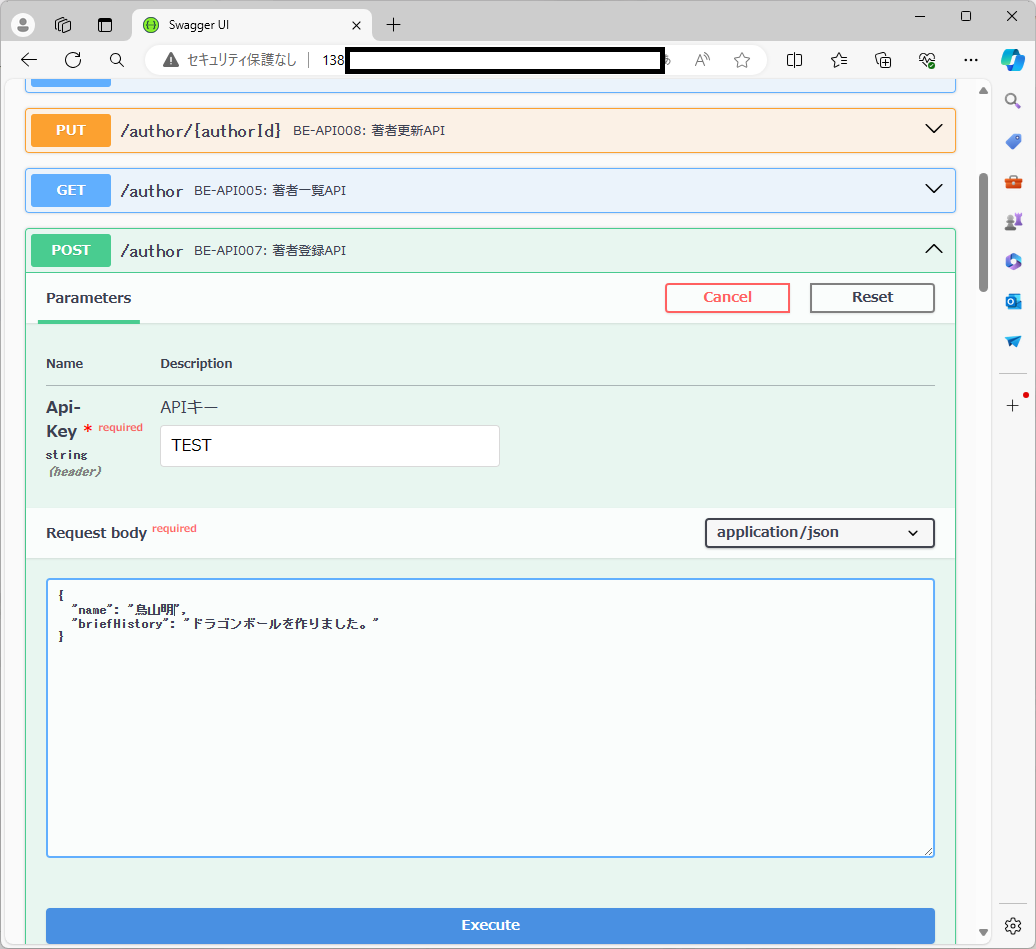 Swagger UI
セキュリティ保護なし
138
PUT /author/{authorId} BE-API008: 著者更新API
GET /author BE-API005: 著者一覧API
POST /author BE-API007: 著者登録API
Parameters
Cancel
Reset
Name Description
Api-
Key * required
string
(header)
APIキー
TEST
Request body required
application/json
{
"name": "鳥山明",
"briefHistory": "ドラゴンボールを作りました。"
}
Execute